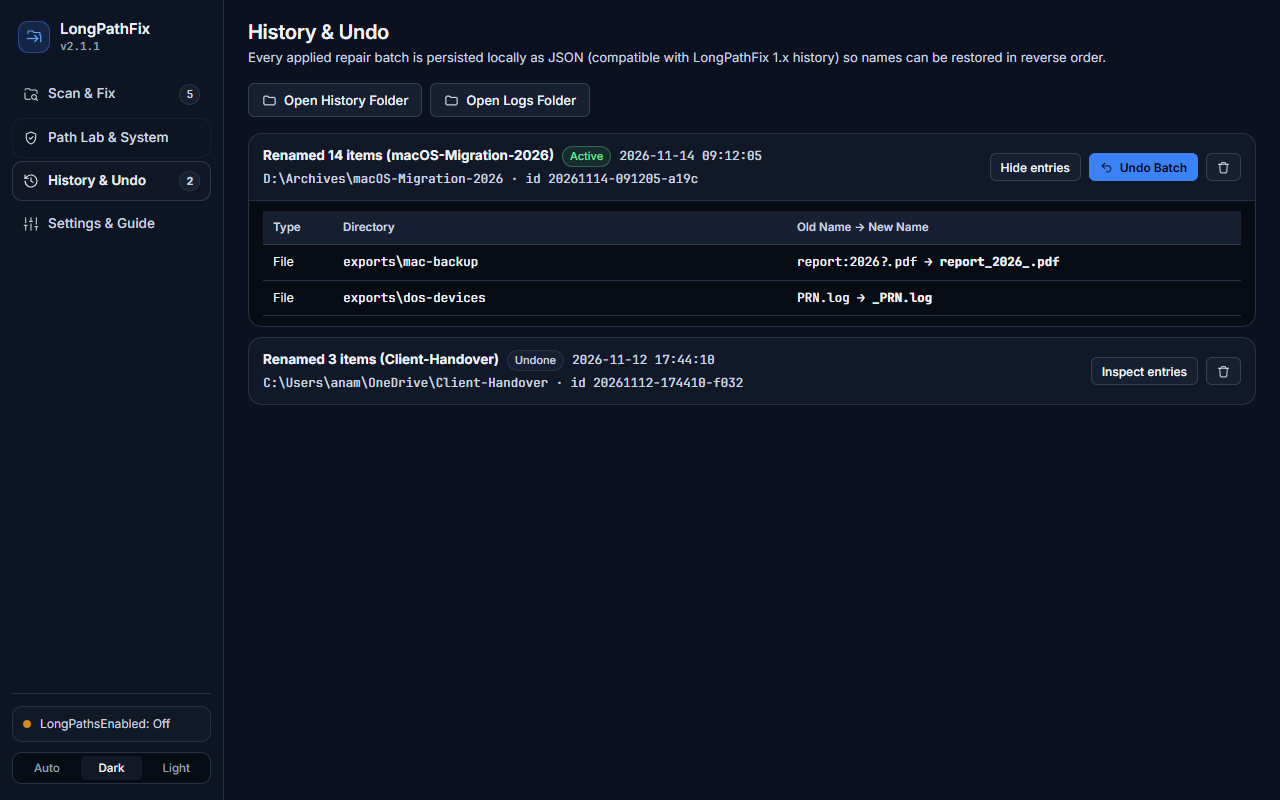 LongPathFix
v2.1.1
Scan & Fix 5
Path Lab & System
History & Undo 2
Settings & Guide
LongPathsEnabled: Off
Auto Dark Light
History & Undo
Every applied repair batch is persisted locally as JSON (compatible with LongPathFix 1.x history) so names can be restored in reverse order.
Open History Folder Open Logs Folder
Renamed 14 items (macOS-Migration-2026) Active 2026-11-14 09:12:05
D:\Archives\macOS-Migration-2026 · id 20261114-091205-a19c
Hide entries Undo Batch
Type Directory Old Name → New Name
File exports\mac-backup report:2026?.pdf → report_2026_.pdf
File exports\dos-devices PRN.log → _PRN.log
Renamed 3 items (Client-Handover) Undone 2026-11-12 17:44:10
C:\Users\anam\OneDrive\Client-Handover · id 20261112-174410-f032
Inspect entries